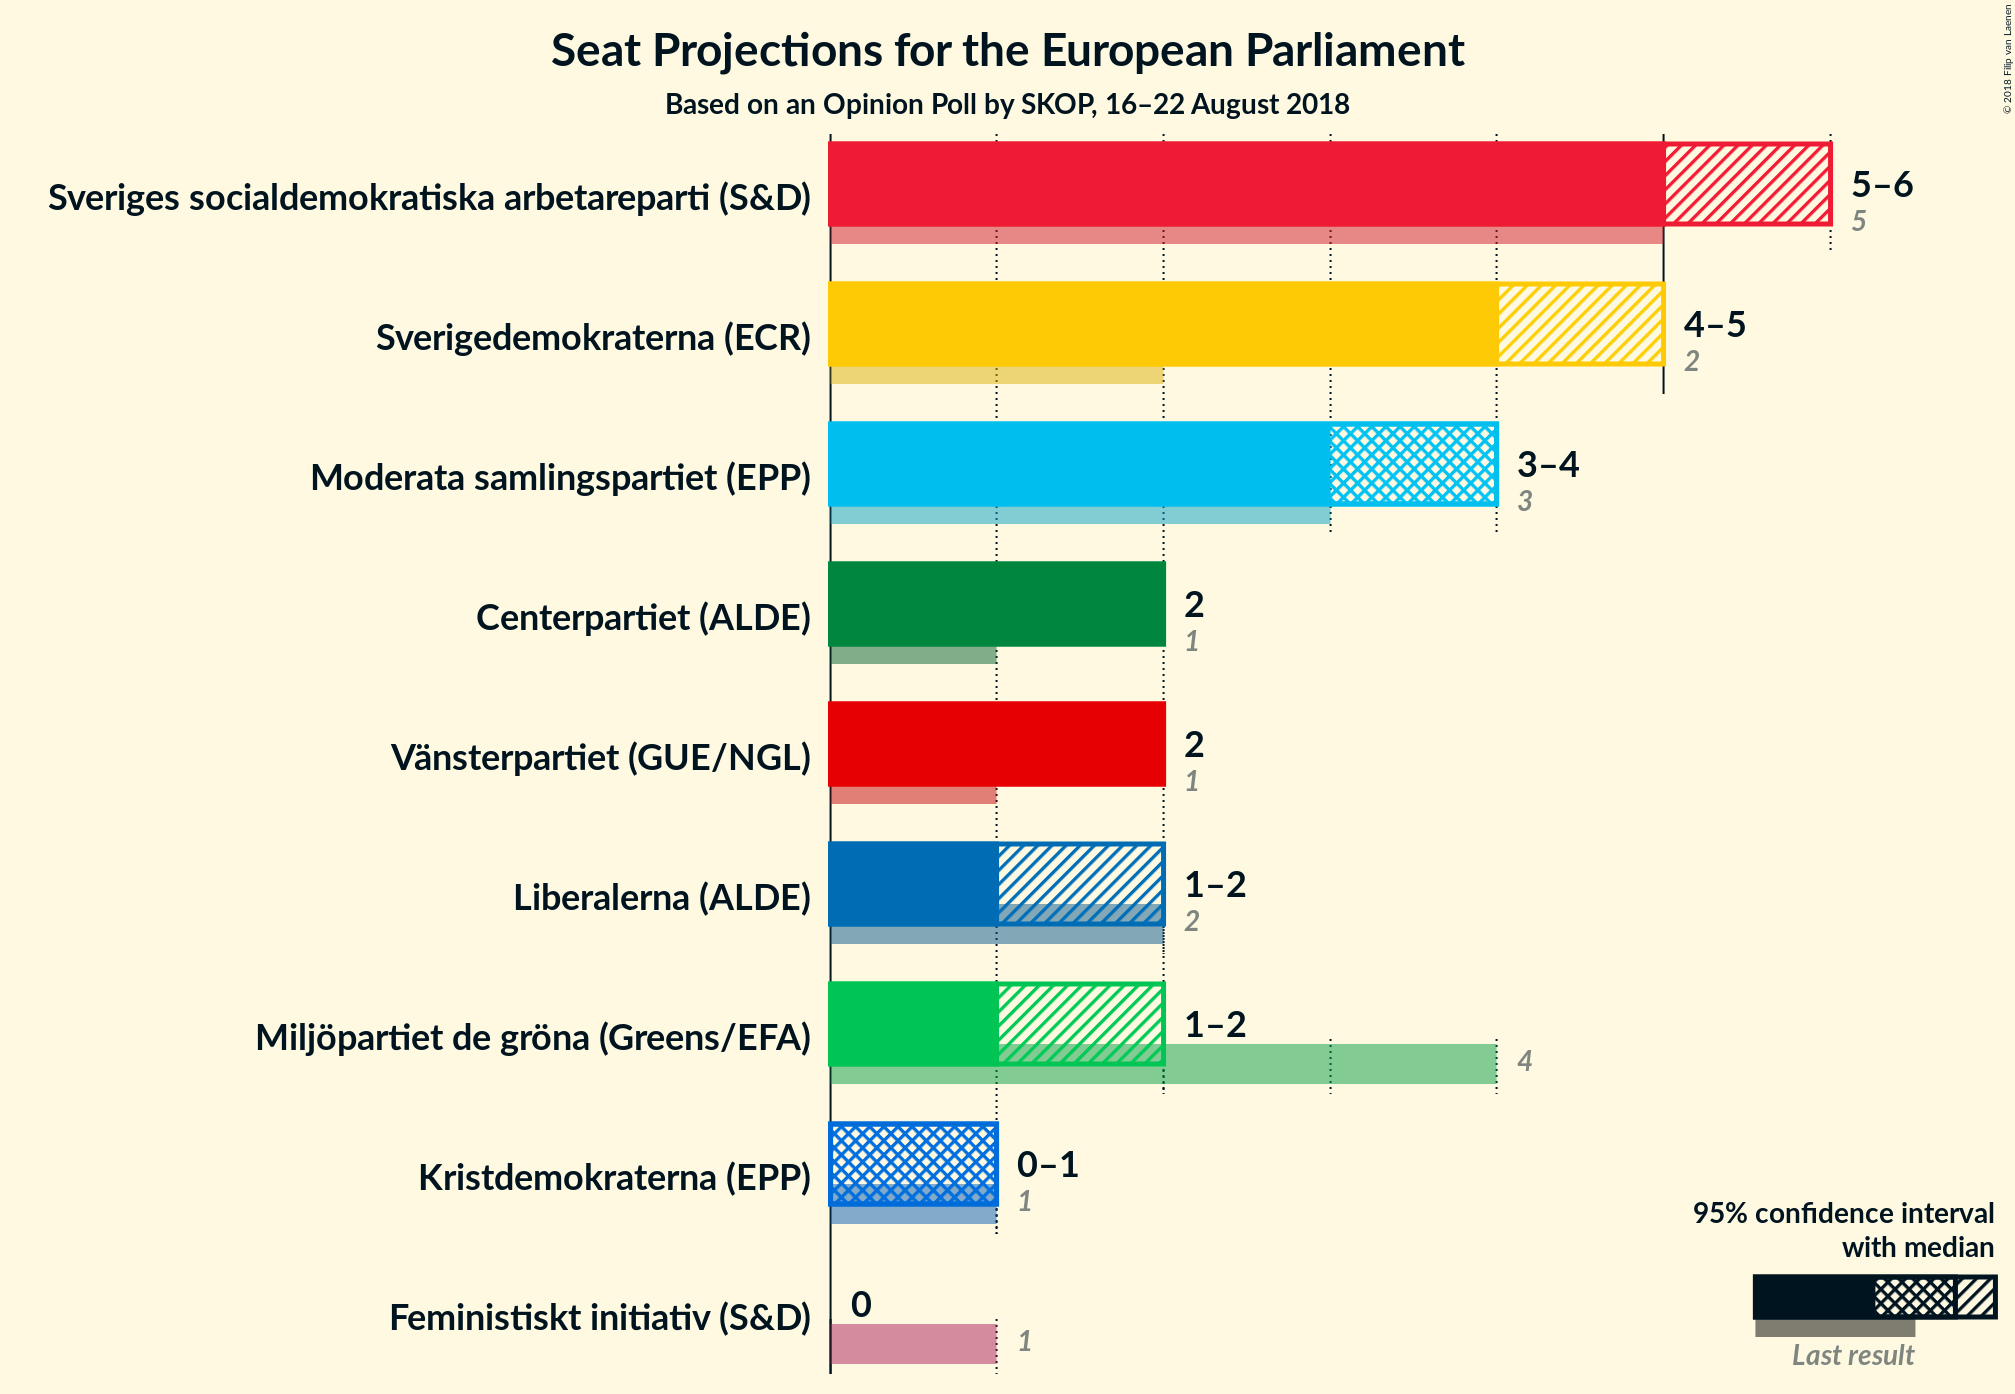 Seat Projections for the European Parliament
Based on an Opinion Poll by SKOP, 16–22 August 2018
© 2018 Filip van Laenen
Sveriges socialdemokratiska arbetareparti (S&D)
5–6
5
Sverigedemokraterna (ECR)
4–5
2
Moderata samlingspartiet (EPP)
3–4
3
Centerpartiet (ALDE)
2
1
Vänsterpartiet (GUE/NGL)
2
1
Liberalerna (ALDE)
1–2
2
Miljöpartiet de gröna (Greens/EFA)
1–2
4
Kristdemokraterna (EPP)
0–1
1
Feministiskt initiativ (S&D)
0
1
95% confidence interval
with median
Last result